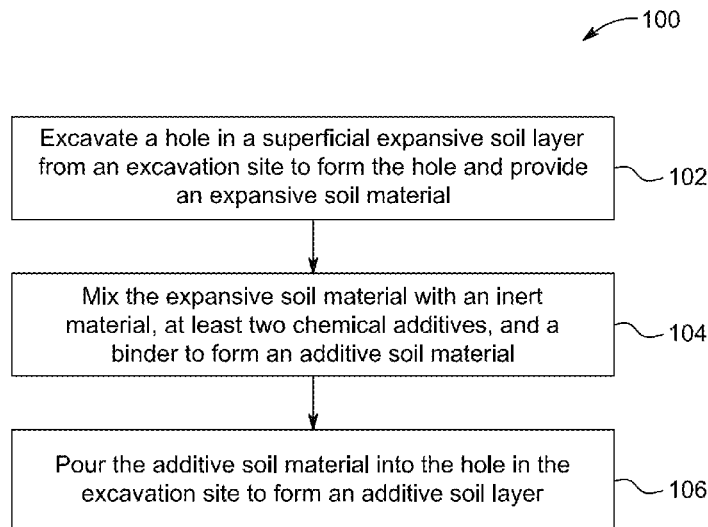 100
Excavate a hole in a superficial expansive soil layer
from an excavation site to form the hole and provide
an expansive soil material
102
Mix the expansive soil material with an inert
material, at least two chemical additives, and a
binder to form an additive soil material
104
Pour the additive soil material into the hole in the
excavation site to form an additive soil layer
106